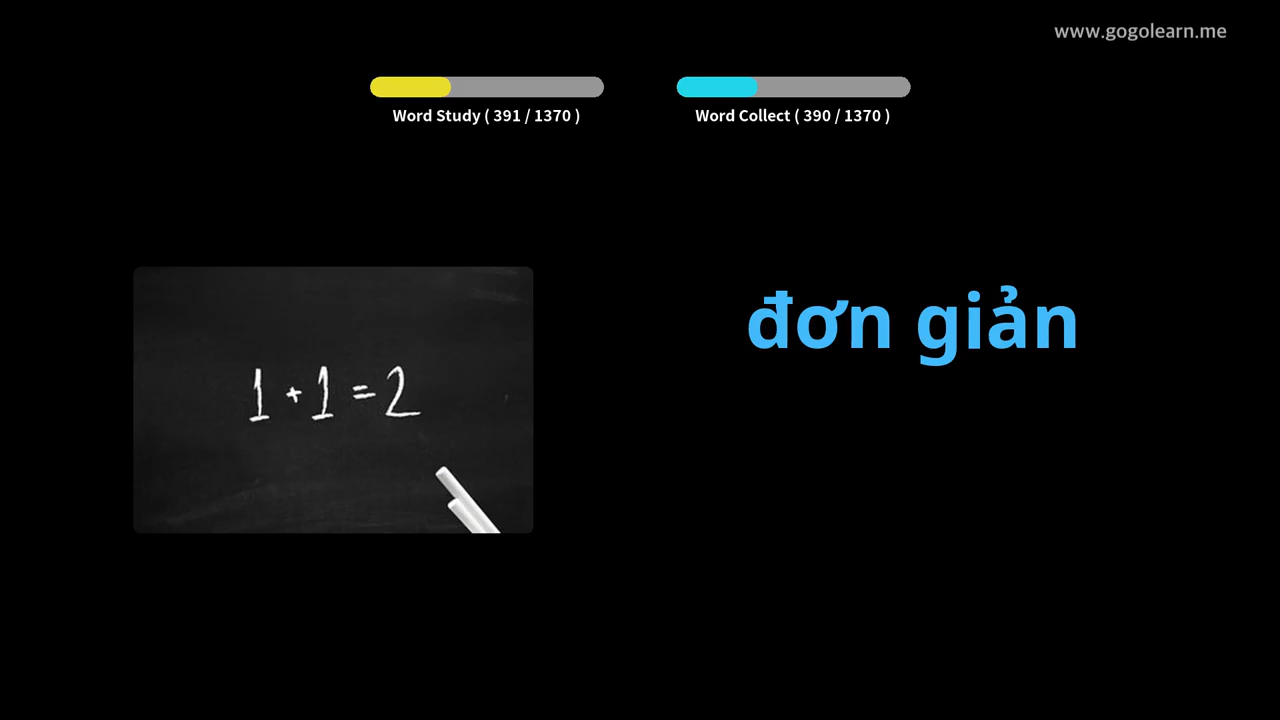 www.gogolearn.me
Word Study ( 391 / 1370 )
Word Collect ( 390 / 1370 )
đơn giản
1 + 1 = 2